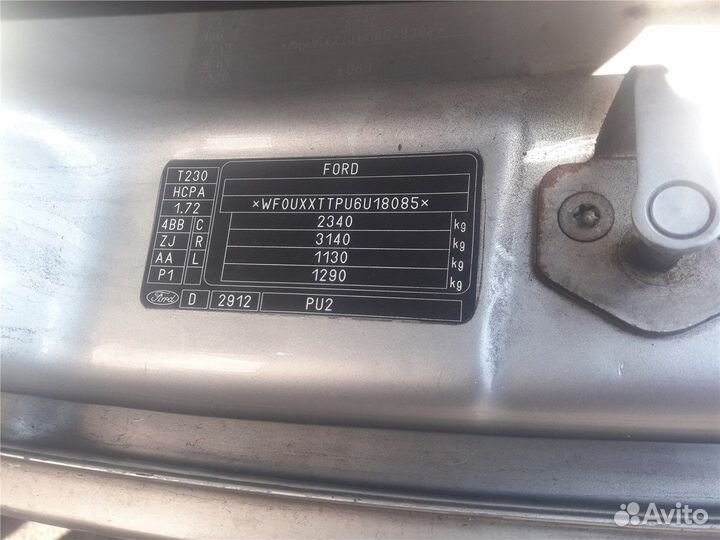 T230 FORD
HCPA
1.72 *WF0UXXTTPU6U18085*
4BB C 2340 kg
ZJ R 3140 kg
AA L 1130 kg
P1 1290 kg
Ford D 2912 PU2
Avito